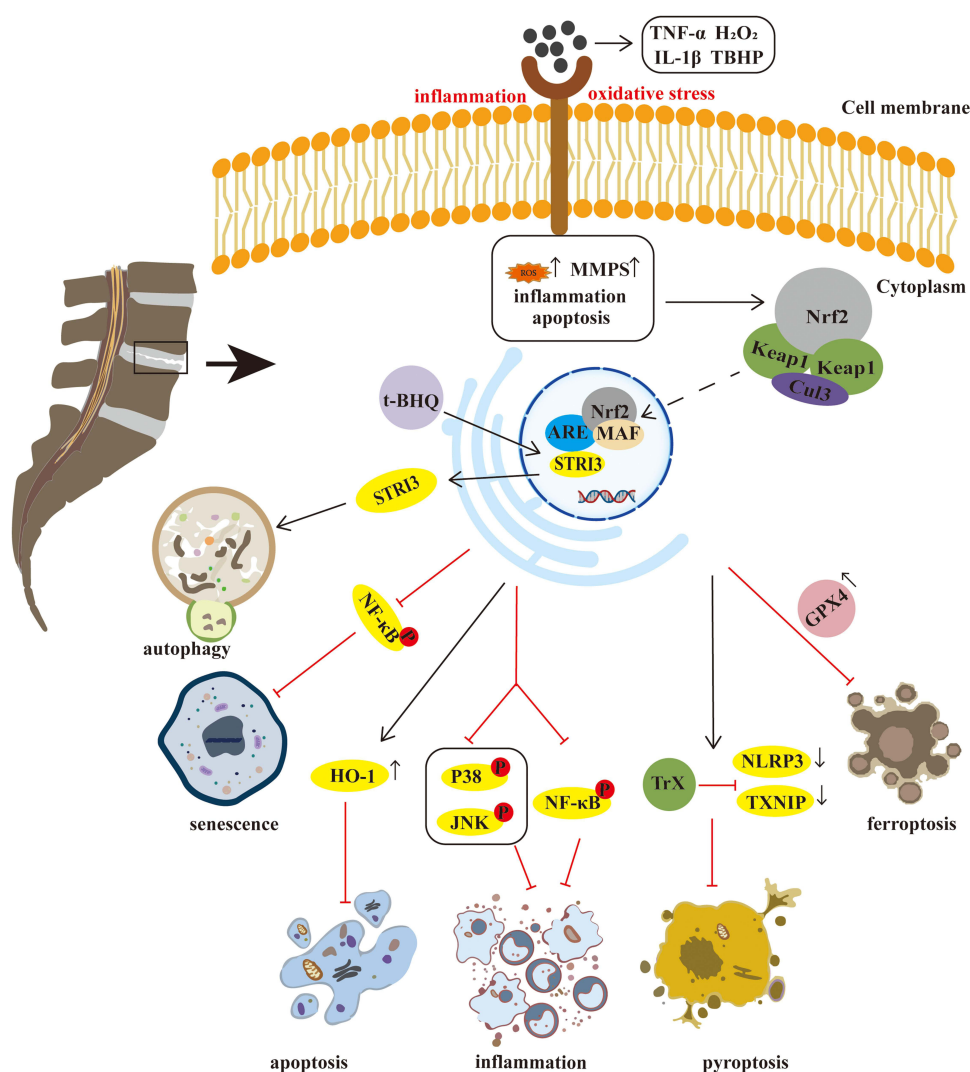 TNF-α H₂O₂
IL-1β TBHP
inflammation
oxidative stress
Cell membrane
ROS ↑ MMPS↑
inflammation
apoptosis
Cytoplasm
Nrf2
Keap1
Keap1
Cul3
t-BHQ
Nrf2
ARE
MAF
STRI3
STRI3
autophagy
NF-κB
P
GPX4 ↑
senescence
HO-1 ↑
P38
P
JNK
P
NF-κB
P
TrX
NLRP3 ↓
TXNIP ↓
ferroptosis
apoptosis
inflammation
pyroptosis